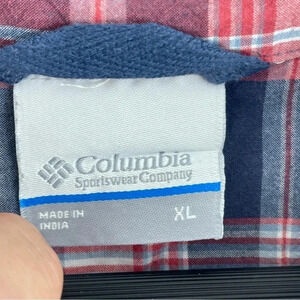 Columbia
Sportswear Company
MADE IN
INDIA
XL